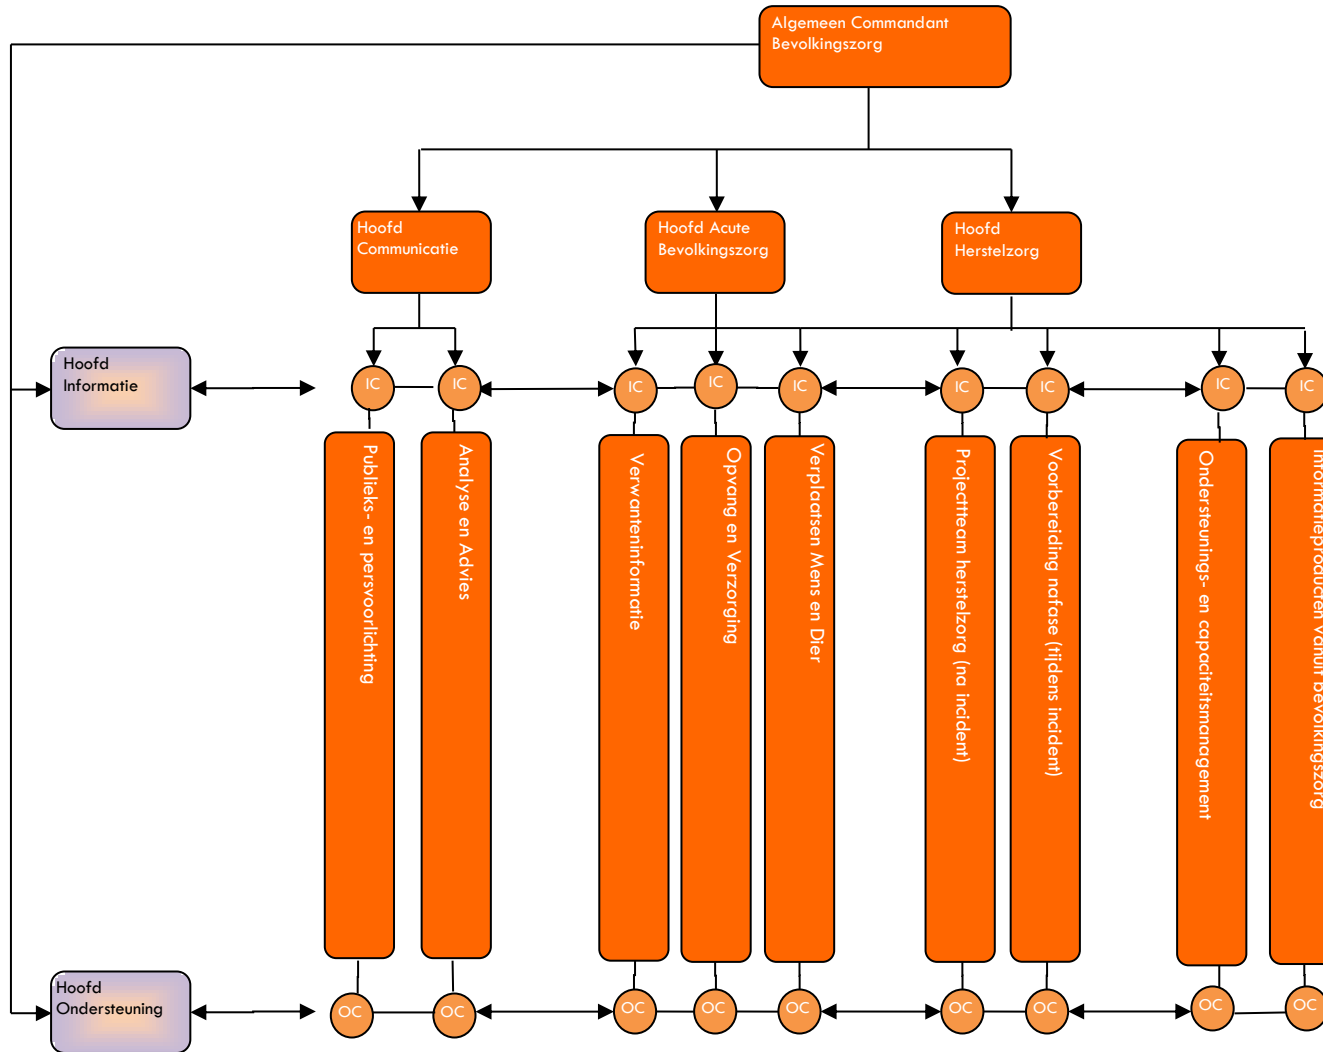 Algemeen Commandant
Bevolkingszorg
Hoofd
Communicatie
Hoofd Acute
Bevolkingszorg
Hoofd
Herstelzorg
Hoofd
Informatie
IC
IC
IC
IC
IC
IC
IC
IC
IC
Publieks- en persvoorlichting
Analyse en Advies
Verwanteninformatie
Opvang en Verzorging
Verplaatsen Mens en Dier
Projectteam herstelzorg (na incident)
Voorbereiding nafase (tijdens incident)
Ondersteunings- en capaciteitsmanagement
Informatieproducten vanuit bevolkingszorg
Hoofd
Ondersteuning
OC
OC
OC
OC
OC
OC
OC
OC
OC